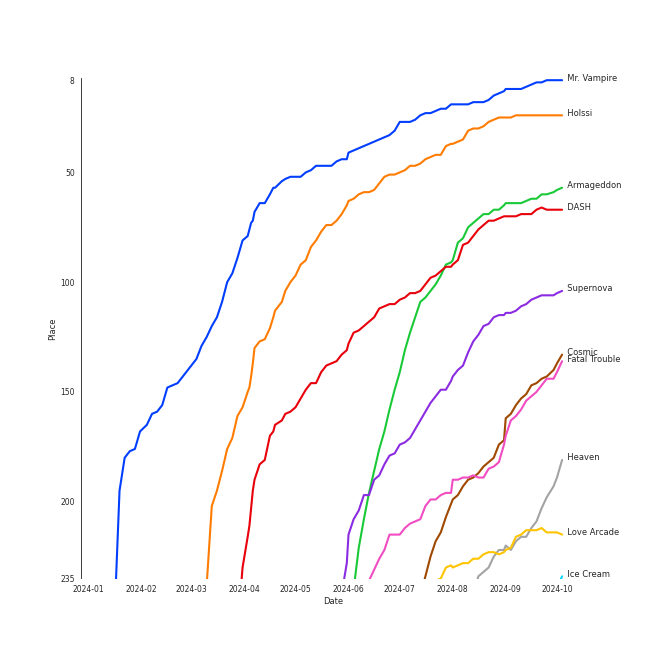 8
50
100
150
200
235
Place
2024-01
2024-02
2024-03
2024-04
2024-05
2024-06
2024-07
2024-08
2024-09
2024-10
Date
Mr. Vampire
Holssi
Armageddon
DASH
Supernova
Cosmic
Fatal Trouble
Heaven
Love Arcade
Ice Cream